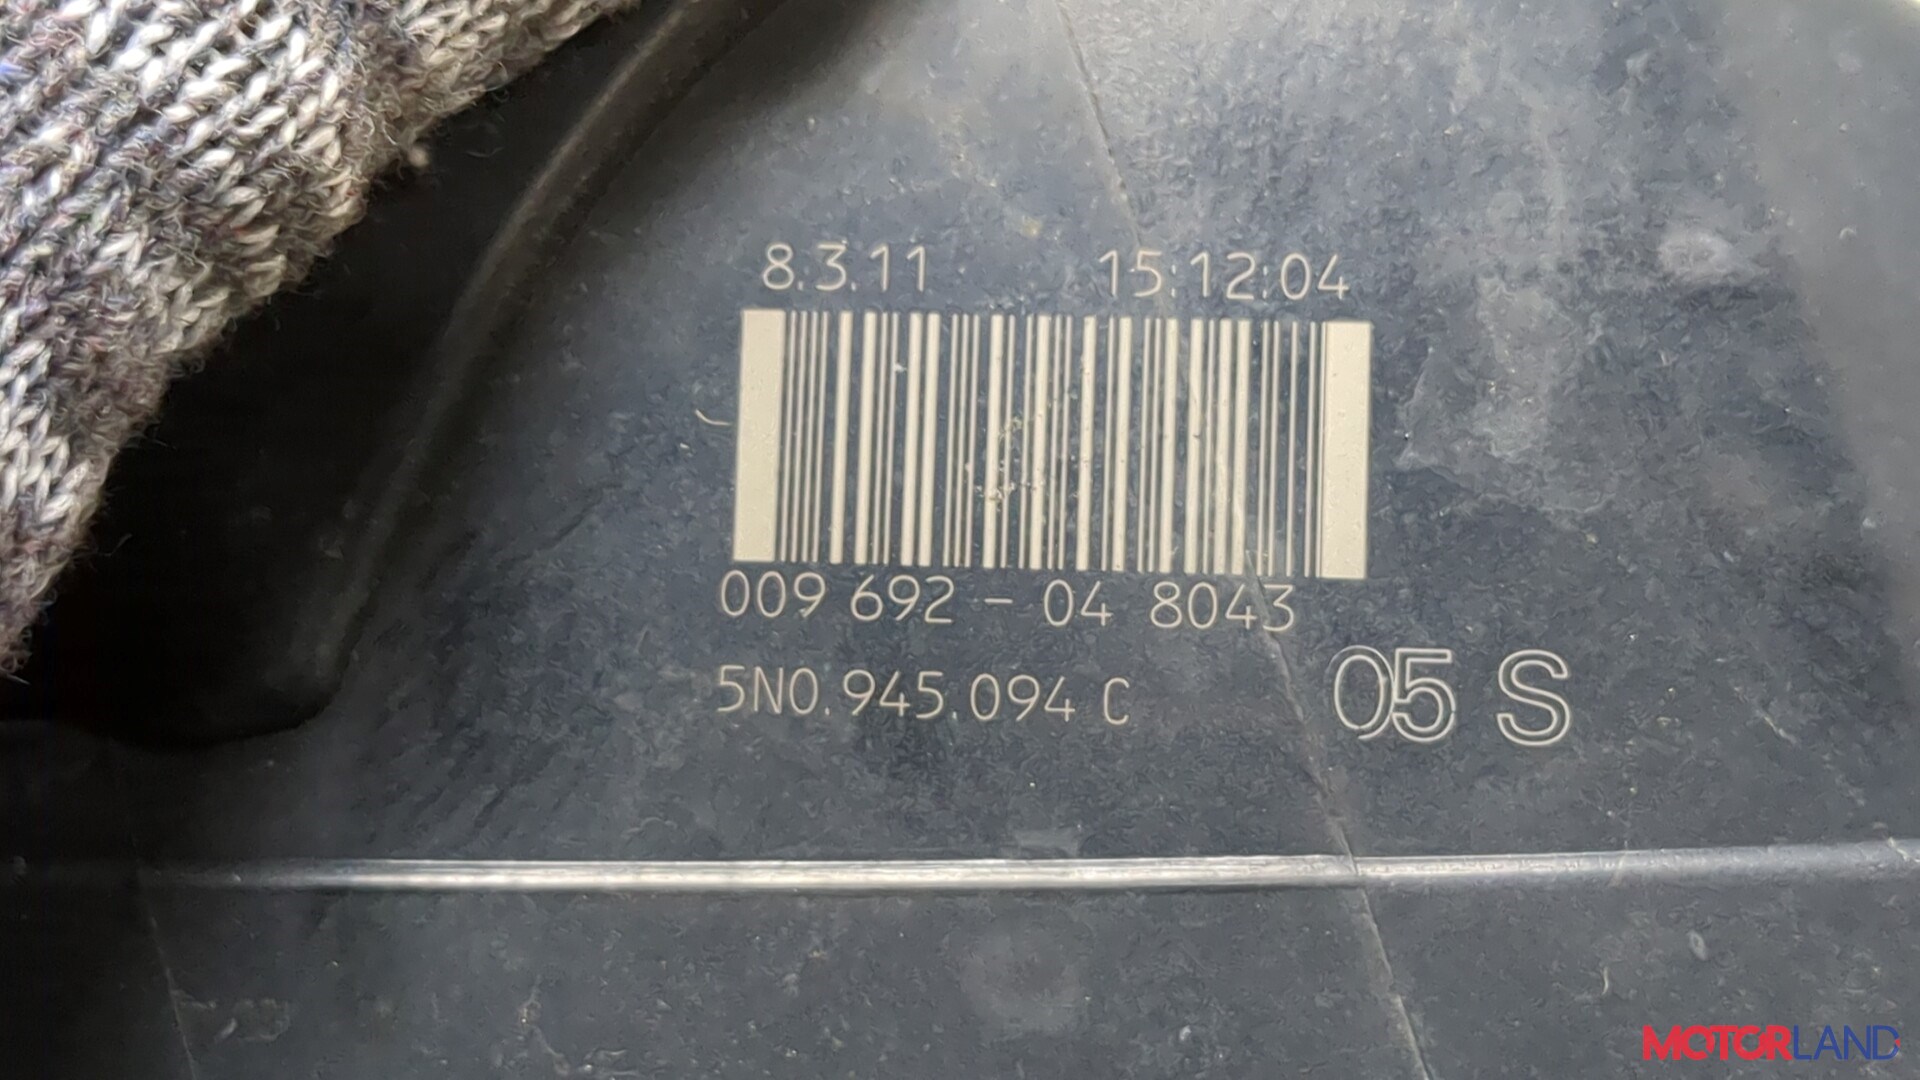 8.3.11 15:12:04
009 692 - 04 8043
5N0.945.094 C 05 S
MOTORLAND